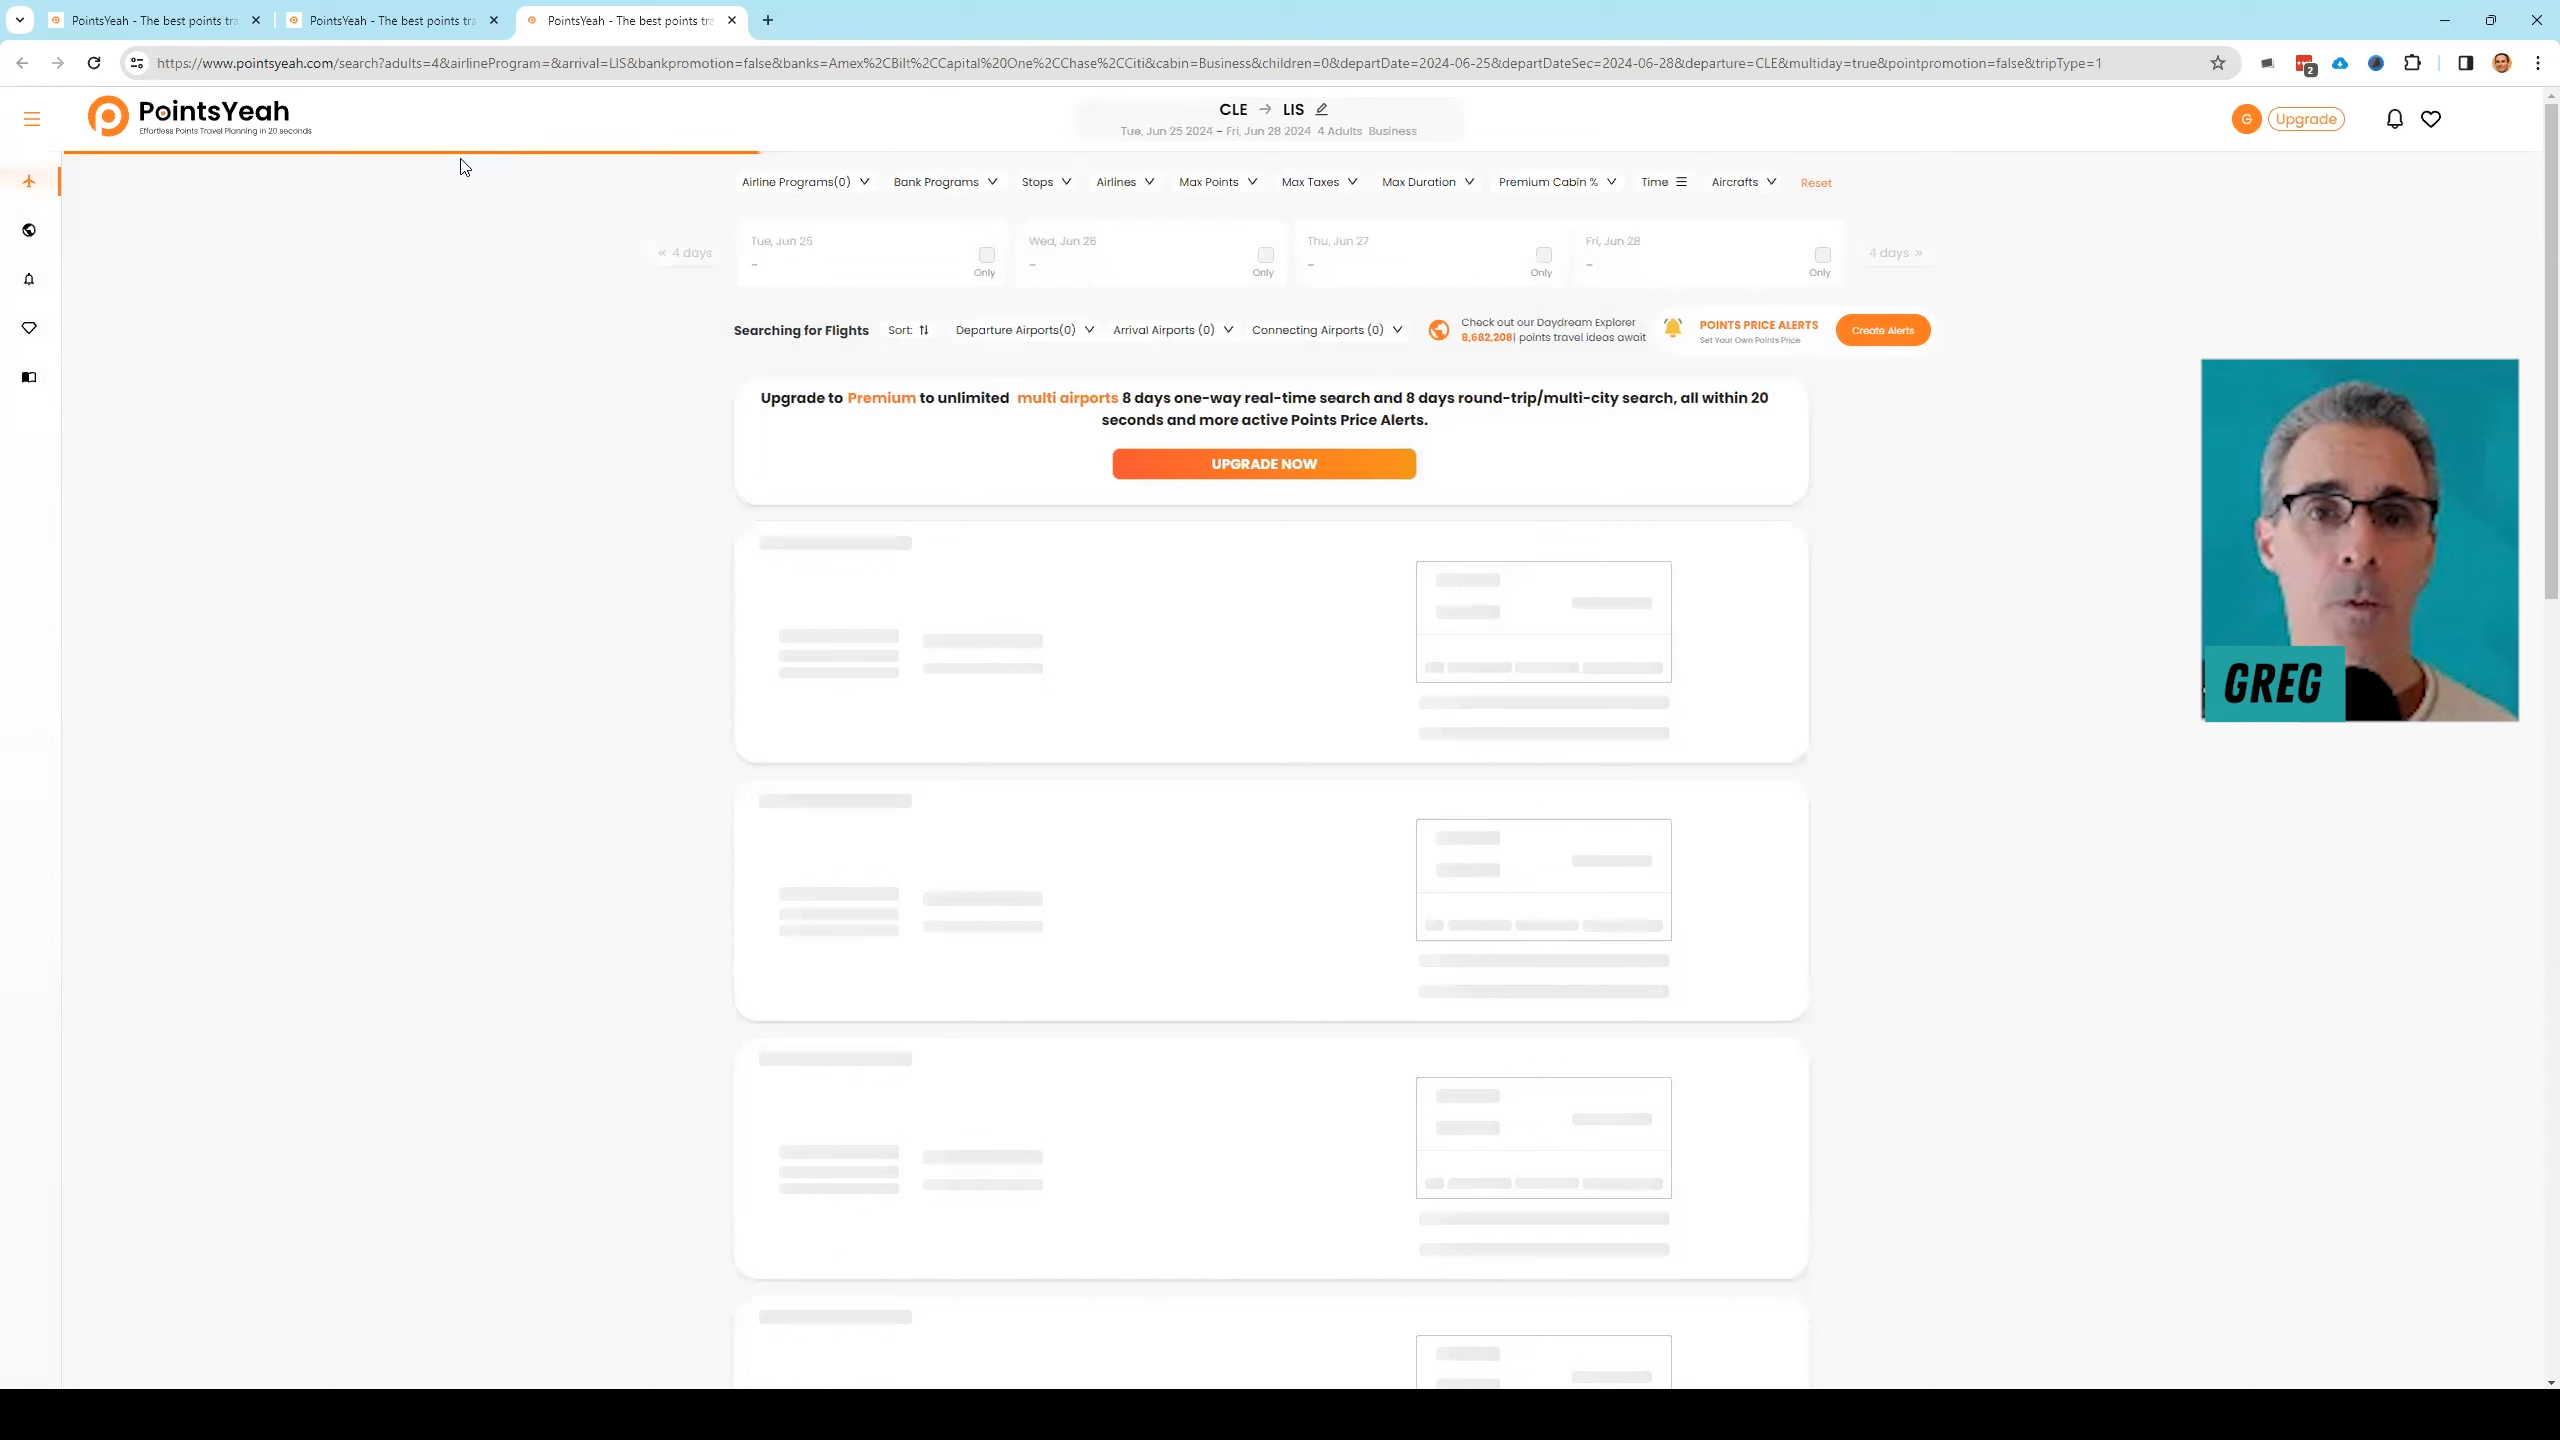 PointsYeah - The best points tra
PointsYeah - The best points tra
PointsYeah - The best points tra
https://www.pointsyeah.com/search?adults=4&airlineProgram=&arrival=LIS&bankpromotion=false&banks=Amex%2CBilt%2CCapital%20One%2CChase%2CCiti&cabin=Business&children=0&departDate=2024-06-25&departDateSec=2024-06-28&departure=CLE&multiday=true&pointpromotion=false&tripType=1
2
PointsYeah
Effortless Points Travel Planning in 20 seconds
CLE → LIS
Tue, Jun 25 2024 - Fri, Jun 28 2024 4 Adults Business
G
Upgrade
Airline Programs(0) Bank Programs Stops Airlines Max Points Max Taxes Max Duration Premium Cabin % Time Aircrafts Reset
« 4 days
Tue, Jun 25
-
Only
Wed, Jun 26
-
Only
Thu, Jun 27
-
Only
Fri, Jun 28
-
Only
4 days »
Searching for Flights Sort: Departure Airports(0) Arrival Airports (0) Connecting Airports (0)
Check out our Daydream Explorer
8,682,208| points travel ideas await
POINTS PRICE ALERTS
Set Your Own Points Price
Create Alerts
Upgrade to Premium to unlimited multi airports 8 days one-way real-time search and 8 days round-trip/multi-city search, all within 20
seconds and more active Points Price Alerts.
UPGRADE NOW
GREG